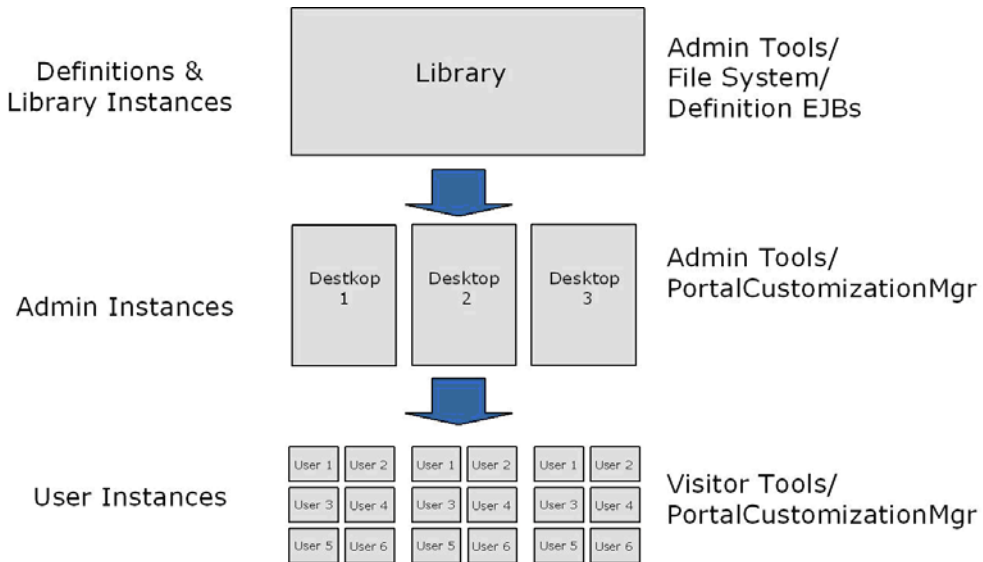 Definitions &
Library Instances
Library
Admin Tools/
File System/
Definition EJBs
Admin Instances
Destkop
1
Desktop
2
Desktop
3
Admin Tools/
PortalCustomizationMgr
User Instances
User 1 User 2 User 1 User 2 User 1 User 2
User 3 User 4 User 3 User 4 User 3 User 4
User 5 User 6 User 5 User 6 User 5 User 6
Visitor Tools/
PortalCustomizationMgr